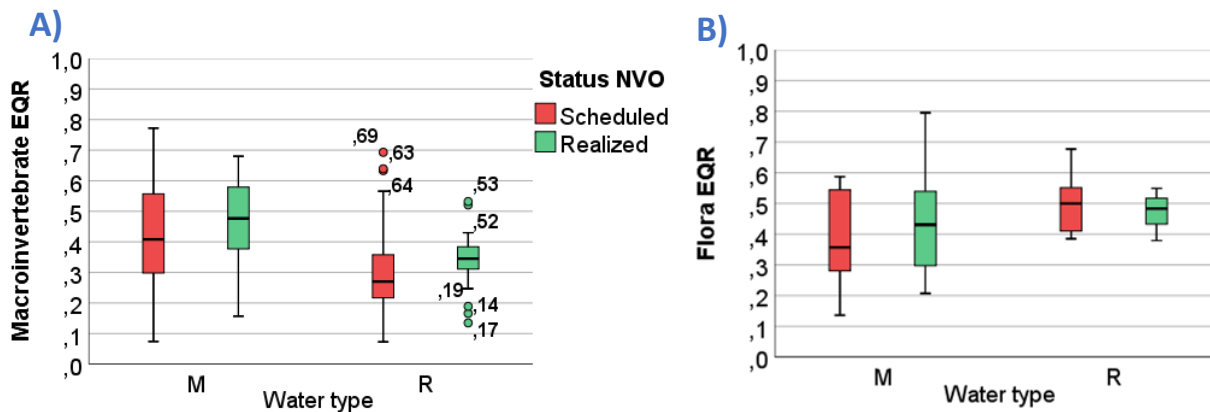 A)
Macroinvertebrate EQR
1,0
,9
,8
,7
,6
,5
,4
,3
,2
,1
,0
,69
,63
,64
,53
,52
,19
,14
,17
M R
Water type
Status NVO
Scheduled
Realized
B)
Flora EQR
1,0
,9
,8
,7
,6
,5
,4
,3
,2
,1
,0
M R
Water type